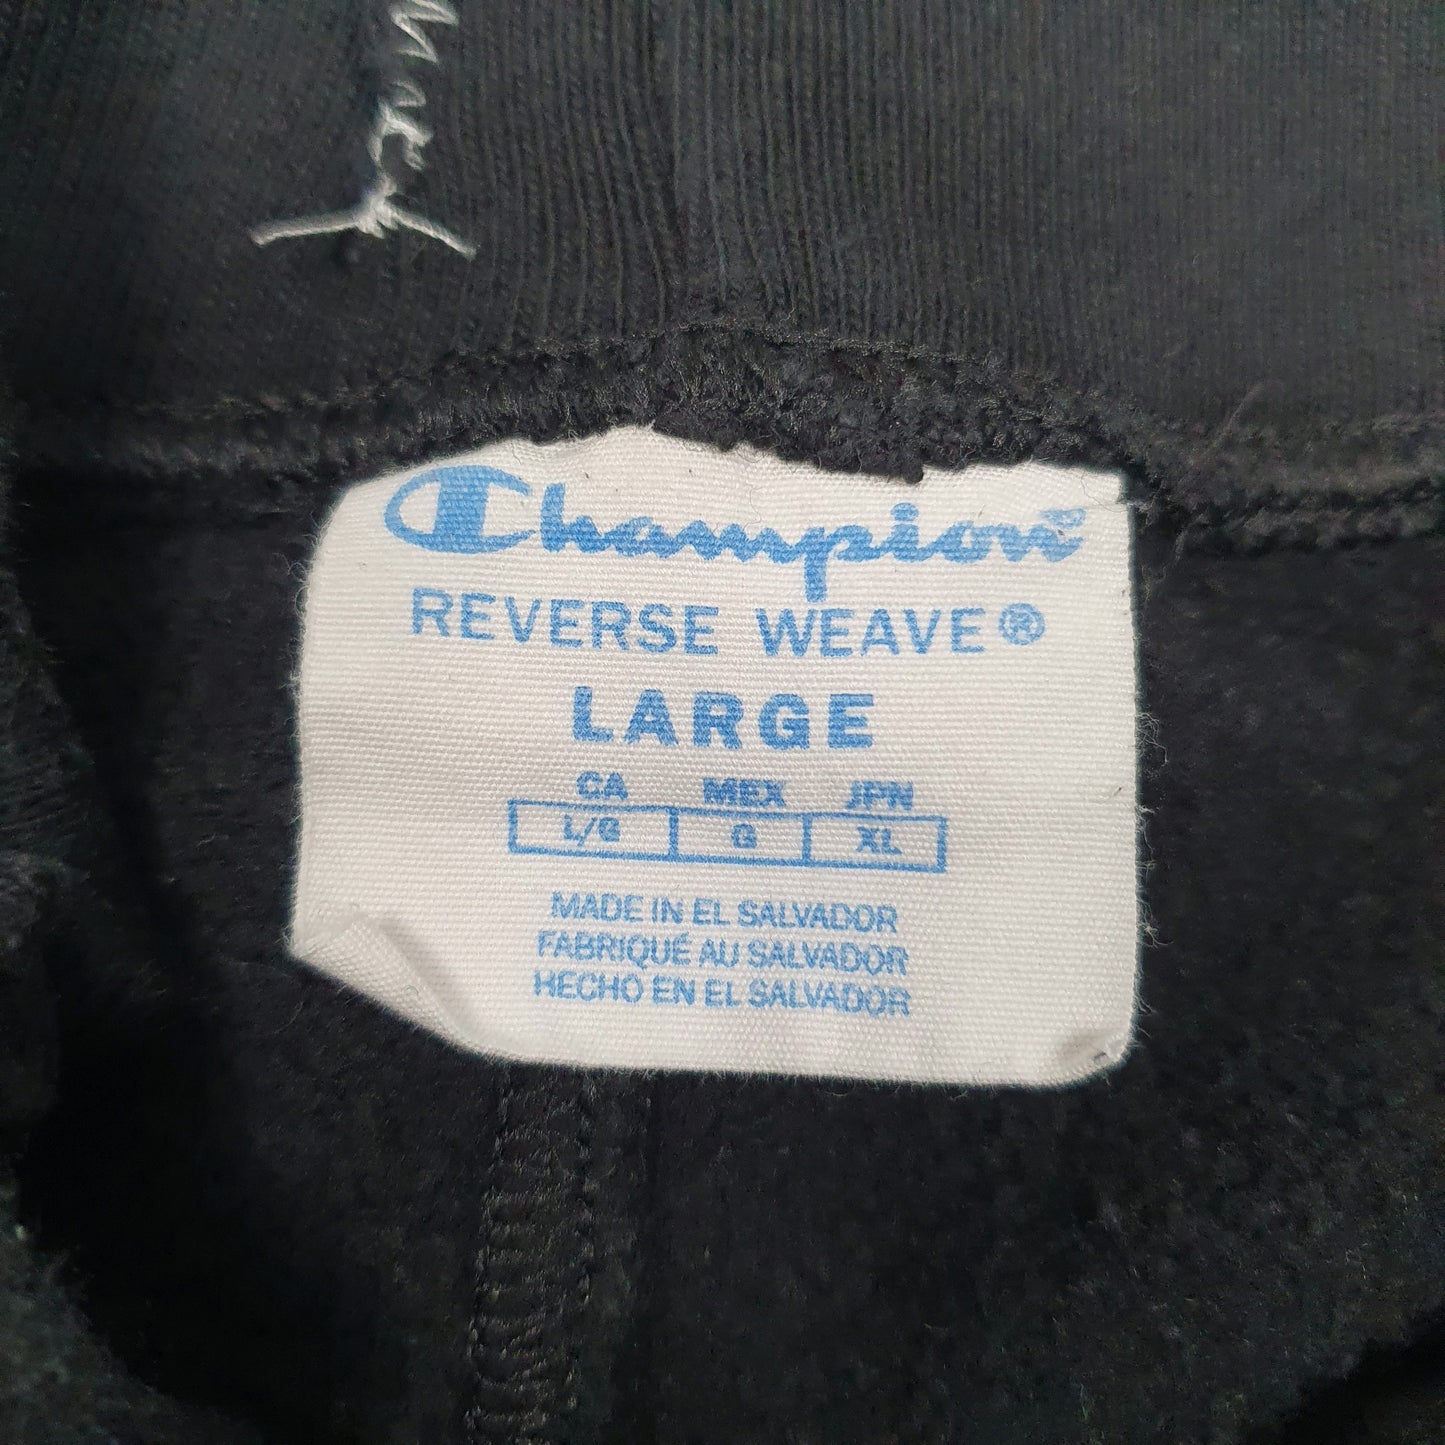 Champion®
REVERSE WEAVE®
LARGE
CA MEX JPN
L/G G XL
MADE IN EL SALVADOR
FABRIQUÉ AU SALVADOR
HECHO EN EL SALVADOR